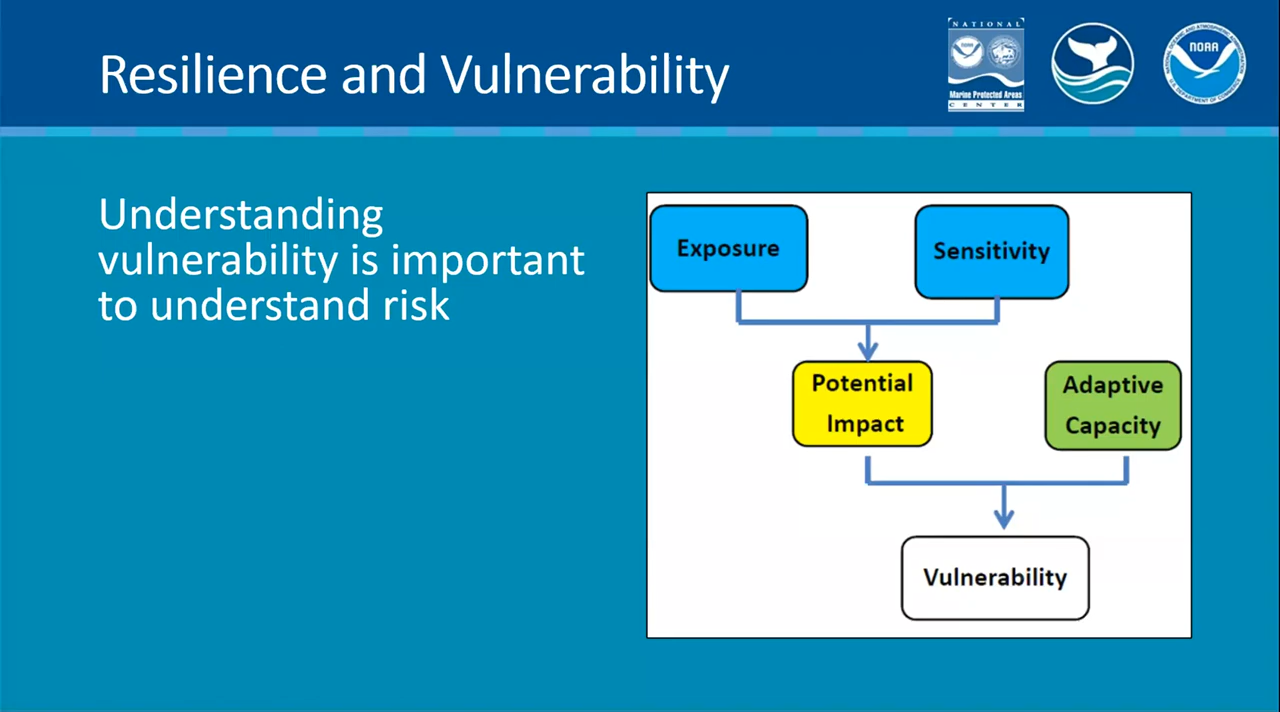 Resilience and Vulnerability
NATIONAL
Marine Protected Areas
CENTER
NOAA
Understanding
vulnerability is important
to understand risk
Exposure
Sensitivity
Potential
Impact
Adaptive
Capacity
Vulnerability